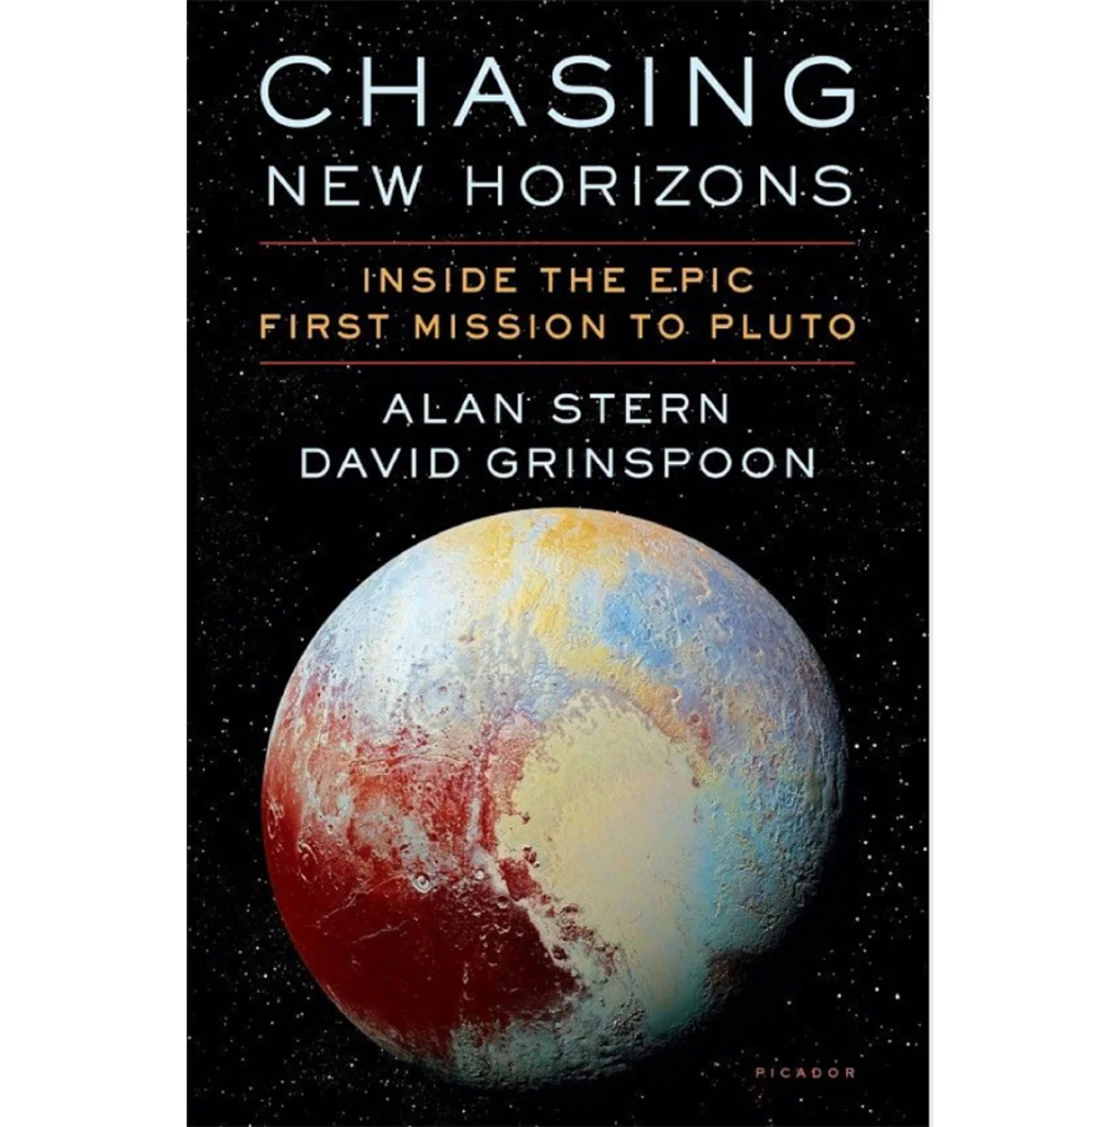 CHASING
NEW HORIZONS
INSIDE THE EPIC
FIRST MISSION TO PLUTO
ALAN STERN
DAVID GRINSPOON
PICADOR